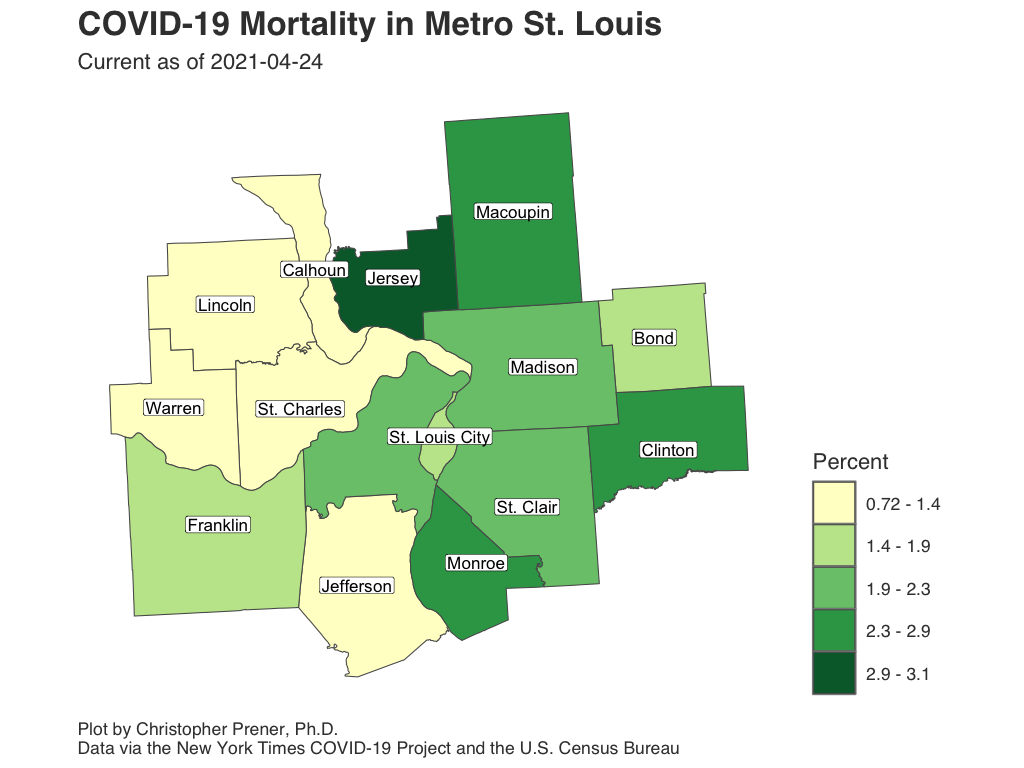 COVID-19 Mortality in Metro St. Louis
Current as of 2021-04-24
Macoupin
Calhoun
Jersey
Lincoln
Bond
Madison
Warren
St. Charles
St. Louis City
Clinton
St. Clair
Franklin
Monroe
Jefferson
Percent
0.72 - 1.4
1.4 - 1.9
1.9 - 2.3
2.3 - 2.9
2.9 - 3.1
Plot by Christopher Prener, Ph.D.
Data via the New York Times COVID-19 Project and the U.S. Census Bureau